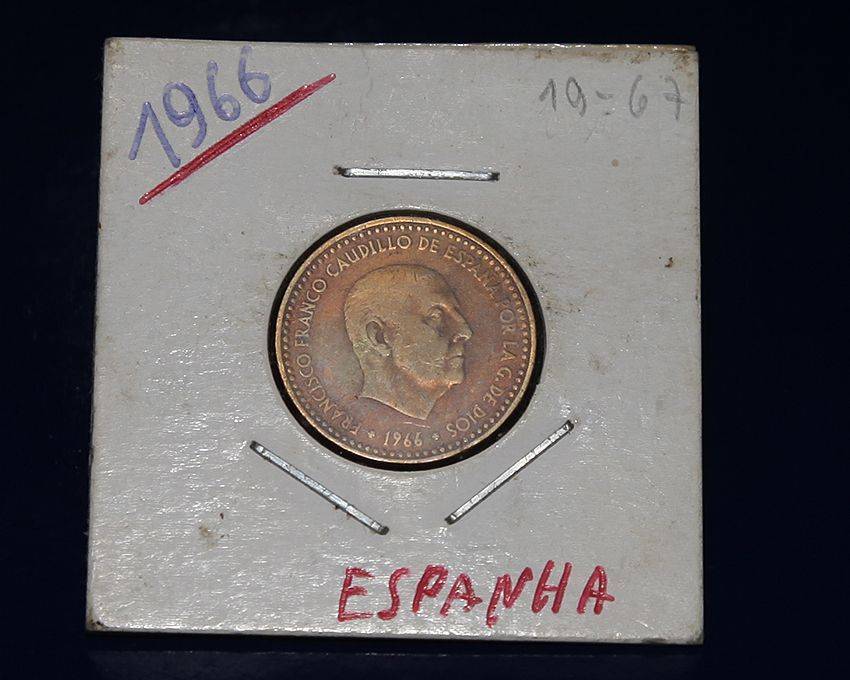 1966
19-67
FRANCISCO FRANCO CAUDILLO DE ESPAÑA POR LA G. DE DIOS
* 1966 *
ESPANHA